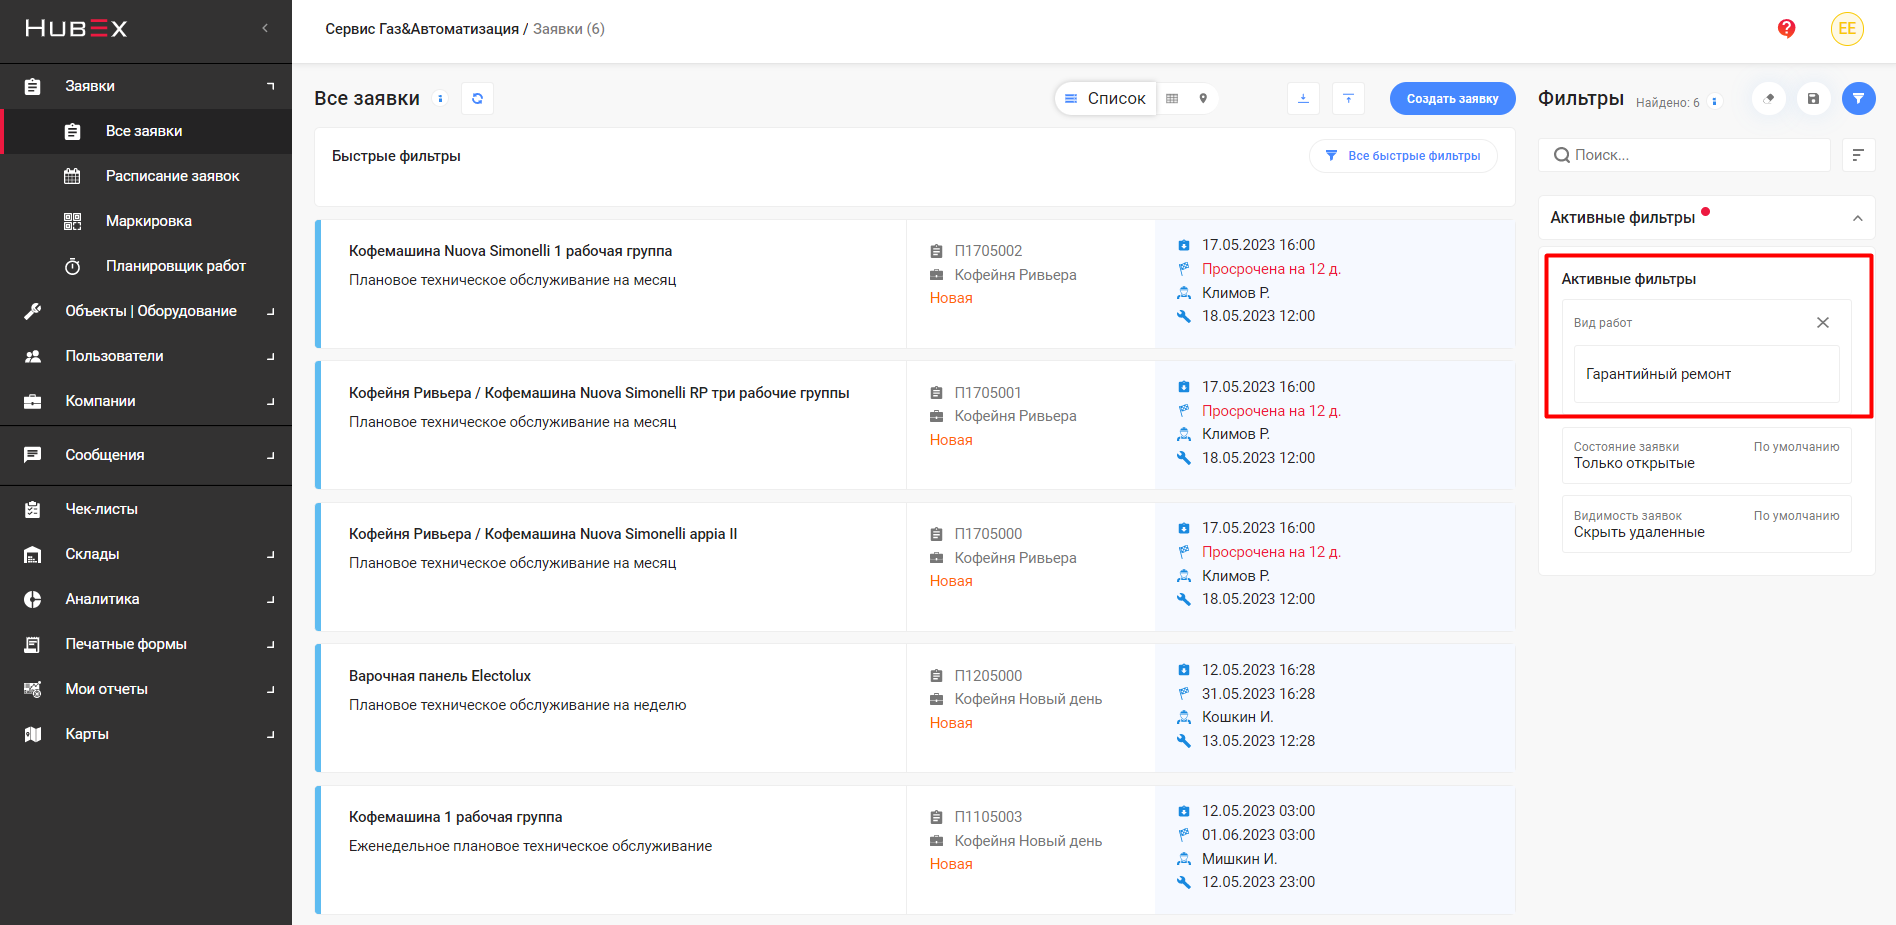 HUBEX
Заявки
Все заявки
Расписание заявок
Маркировка
Планировщик работ
Объекты | Оборудование
Пользователи
Компании
Сообщения
Чек-листы
Склады
Аналитика
Печатные формы
Мои отчеты
Карты
Сервис Газ&Автоматизация / Заявки (6)
EE
Все заявки
Список
Создать заявку
Быстрые фильтры
Все быстрые фильтры
Кофемашина Nuova Simonelli 1 рабочая группа
Плановое техническое обслуживание на месяц
П1705002
Кофейня Ривьера
Новая
17.05.2023 16:00
Просрочена на 12 д.
Климов Р.
18.05.2023 12:00
Кофейня Ривьера / Кофемашина Nuova Simonelli RP три рабочие группы
Плановое техническое обслуживание на месяц
П1705001
Кофейня Ривьера
Новая
17.05.2023 16:00
Просрочена на 12 д.
Климов Р.
18.05.2023 12:00
Кофейня Ривьера / Кофемашина Nuova Simonelli appia II
Плановое техническое обслуживание на месяц
П1705000
Кофейня Ривьера
Новая
17.05.2023 16:00
Просрочена на 12 д.
Климов Р.
18.05.2023 12:00
Варочная панель Electolux
Плановое техническое обслуживание на неделю
П1205000
Кофейня Новый день
Новая
12.05.2023 16:28
31.05.2023 16:28
Кошкин И.
13.05.2023 12:28
Кофемашина 1 рабочая группа
Еженедельное плановое техническое обслуживание
П1105003
Кофейня Новый день
Новая
12.05.2023 03:00
01.06.2023 03:00
Мишкин И.
12.05.2023 23:00
Фильтры Найдено: 6
Поиск...
Активные фильтры
Активные фильтры
Вид работ
Гарантийный ремонт
Состояние заявки По умолчанию
Только открытые
Видимость заявок По умолчанию
Скрыть удаленные